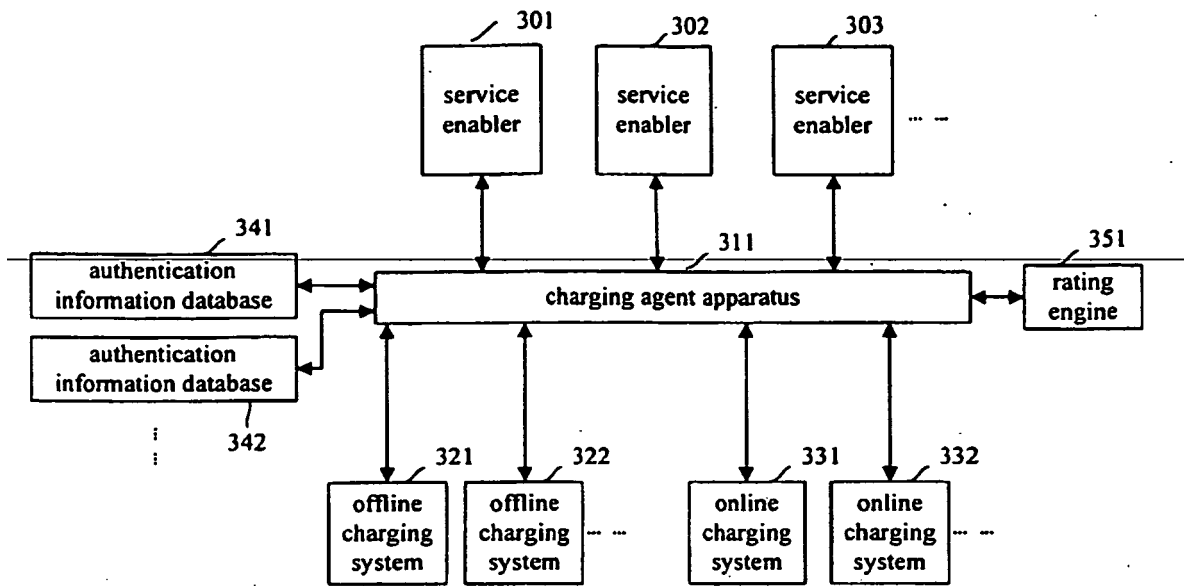 301
302
303
service
enabler
service
enabler
service
enabler
... ...
341
311
351
authentication
information database
charging agent apparatus
rating
engine
authentication
information database
342
321
322
331
332
offline
charging
system
offline
charging
system
... ...
online
charging
system
online
charging
system
... ...